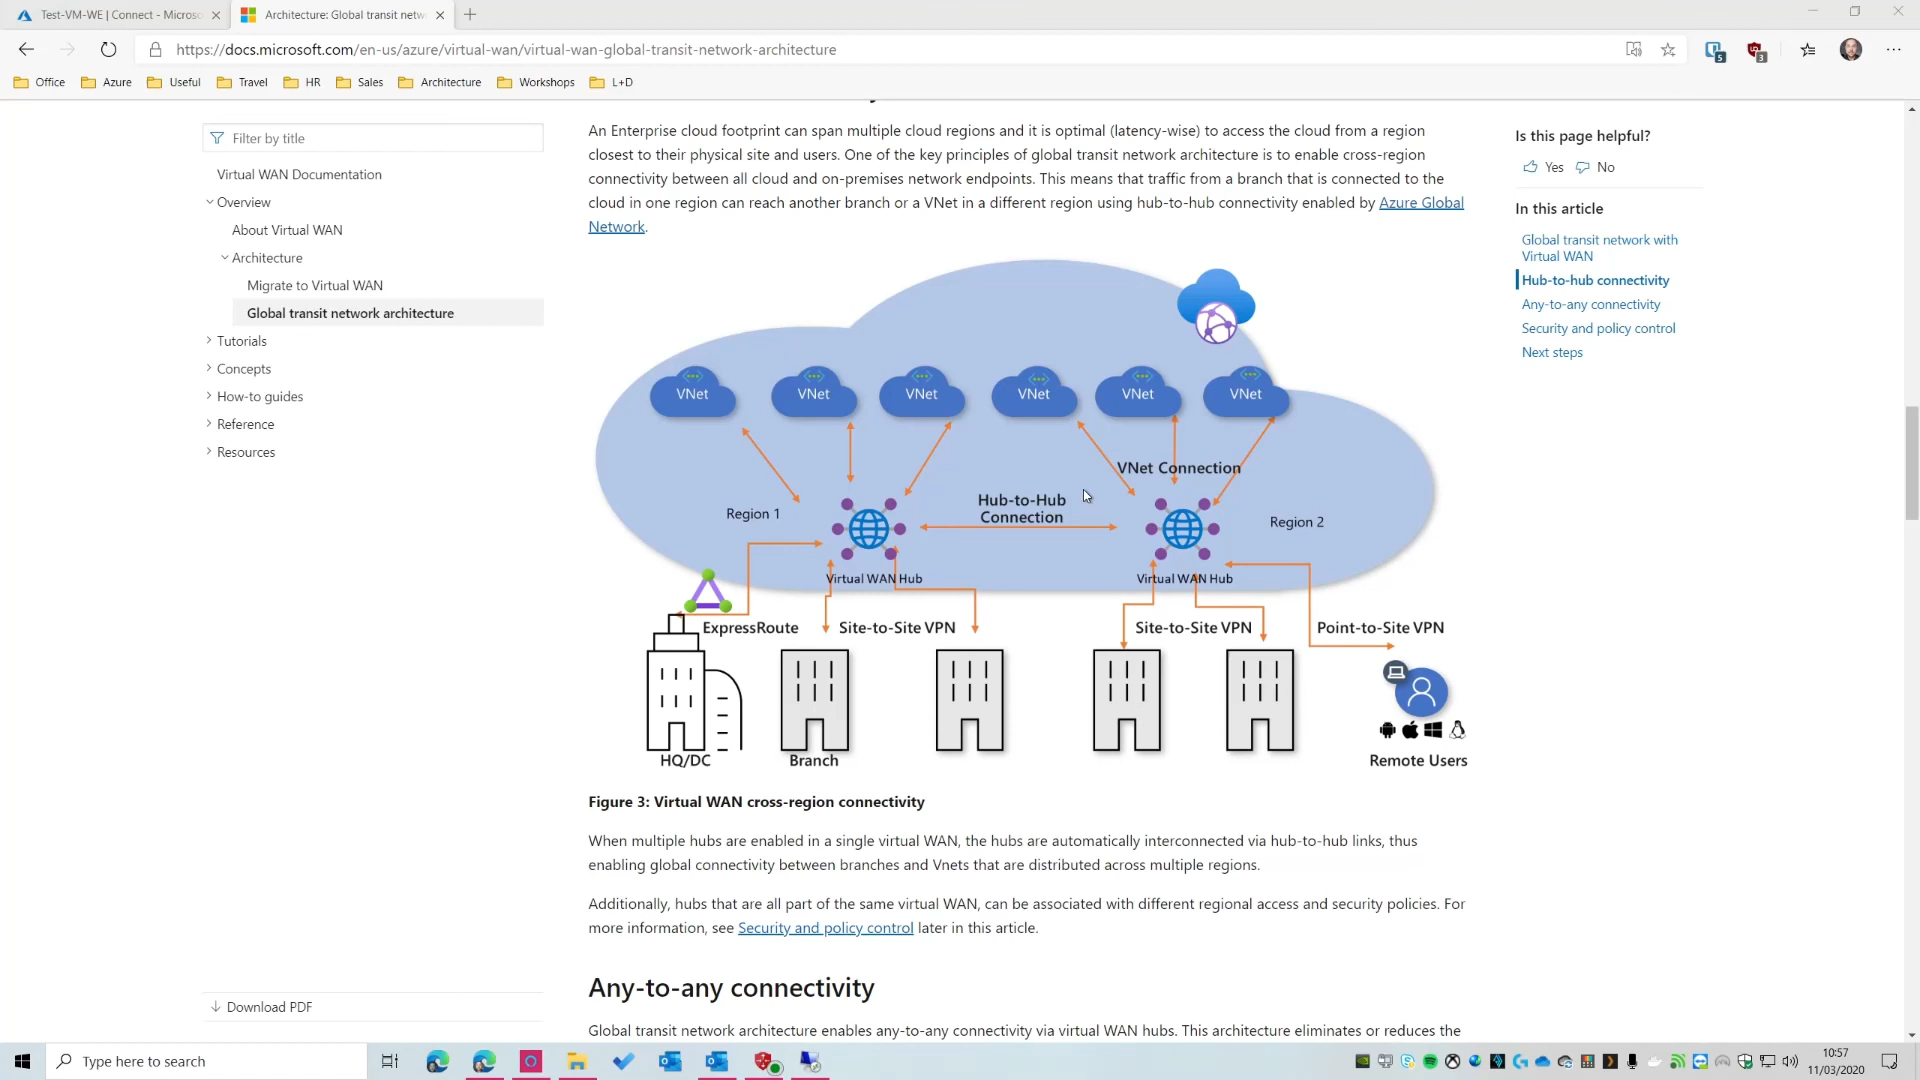 Test-VM-WE | Connect - Microso
Architecture: Global transit netw
https://docs.microsoft.com/en-us/azure/virtual-wan/virtual-wan-global-transit-network-architecture
5
3
Office
Azure
Useful
Travel
HR
Sales
Architecture
Workshops
L+D
Filter by title
Virtual WAN Documentation
Overview
About Virtual WAN
Architecture
Migrate to Virtual WAN
Global transit network architecture
Tutorials
Concepts
How-to guides
Reference
Resources
Download PDF
An Enterprise cloud footprint can span multiple cloud regions and it is optimal (latency-wise) to access the cloud from a region
closest to their physical site and users. One of the key principles of global transit network architecture is to enable cross-region
connectivity between all cloud and on-premises network endpoints. This means that traffic from a branch that is connected to the
cloud in one region can reach another branch or a VNet in a different region using hub-to-hub connectivity enabled by Azure Global
Network.
VNet
VNet
VNet
VNet
VNet
VNet
VNet Connection
Hub-to-Hub
Connection
Region 1
Region 2
Virtual WAN Hub
Virtual WAN Hub
ExpressRoute
Site-to-Site VPN
Site-to-Site VPN
Point-to-Site VPN
HQ/DC
Branch
Remote Users
Figure 3: Virtual WAN cross-region connectivity
When multiple hubs are enabled in a single virtual WAN, the hubs are automatically interconnected via hub-to-hub links, thus
enabling global connectivity between branches and Vnets that are distributed across multiple regions.
Additionally, hubs that are all part of the same virtual WAN, can be associated with different regional access and security policies. For
more information, see Security and policy control later in this article.
Any-to-any connectivity
Global transit network architecture enables any-to-any connectivity via virtual WAN hubs. This architecture eliminates or reduces the
Is this page helpful?
Yes
No
In this article
Global transit network with
Virtual WAN
Hub-to-hub connectivity
Any-to-any connectivity
Security and policy control
Next steps
Type here to search
10:57
11/03/2020